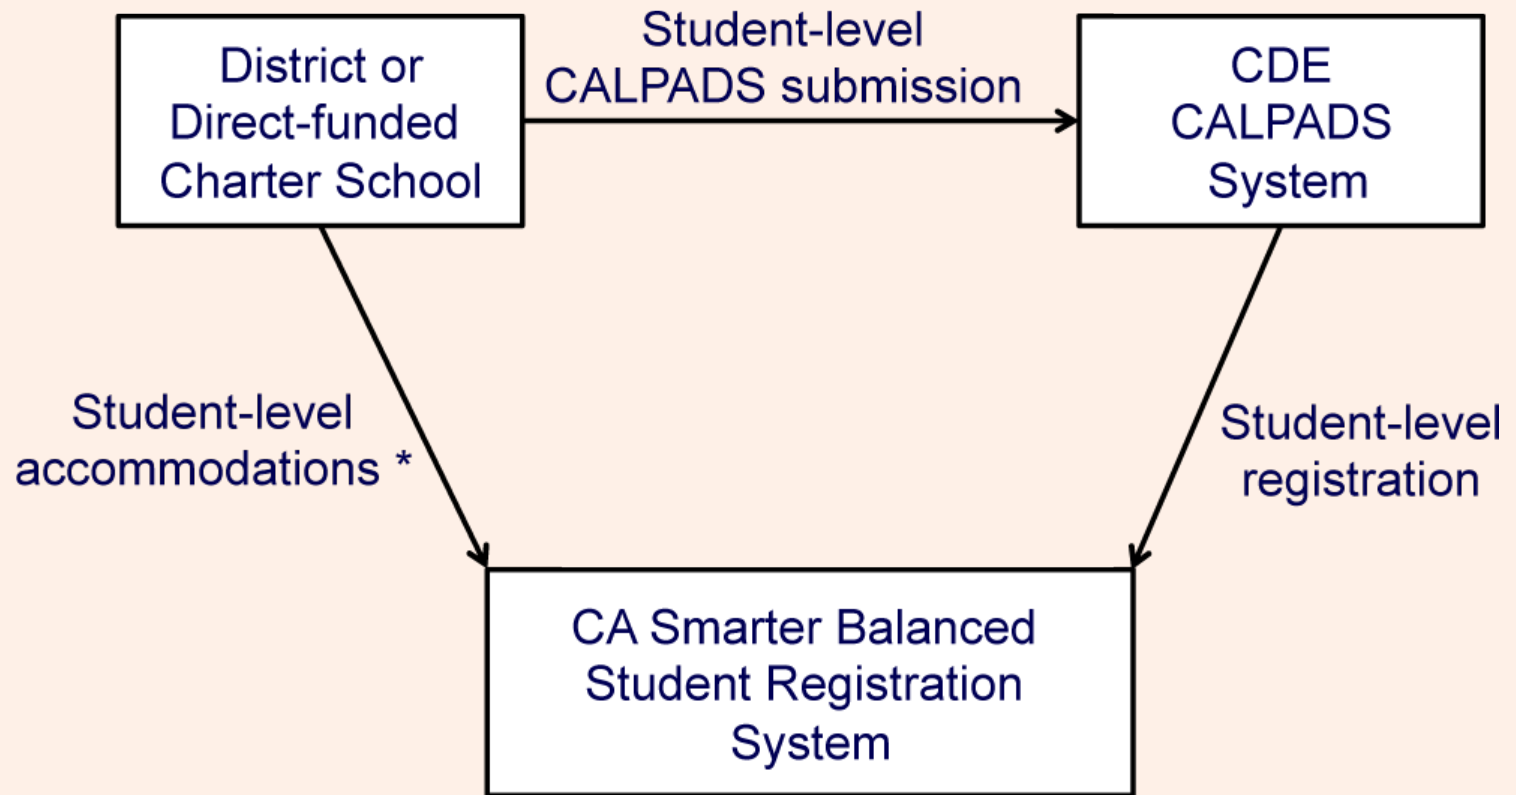 District or
Direct-funded
Charter School
Student-level
CALPADS submission
CDE
CALPADS
System
Student-level
accommodations *
Student-level
registration
CA Smarter Balanced
Student Registration
System